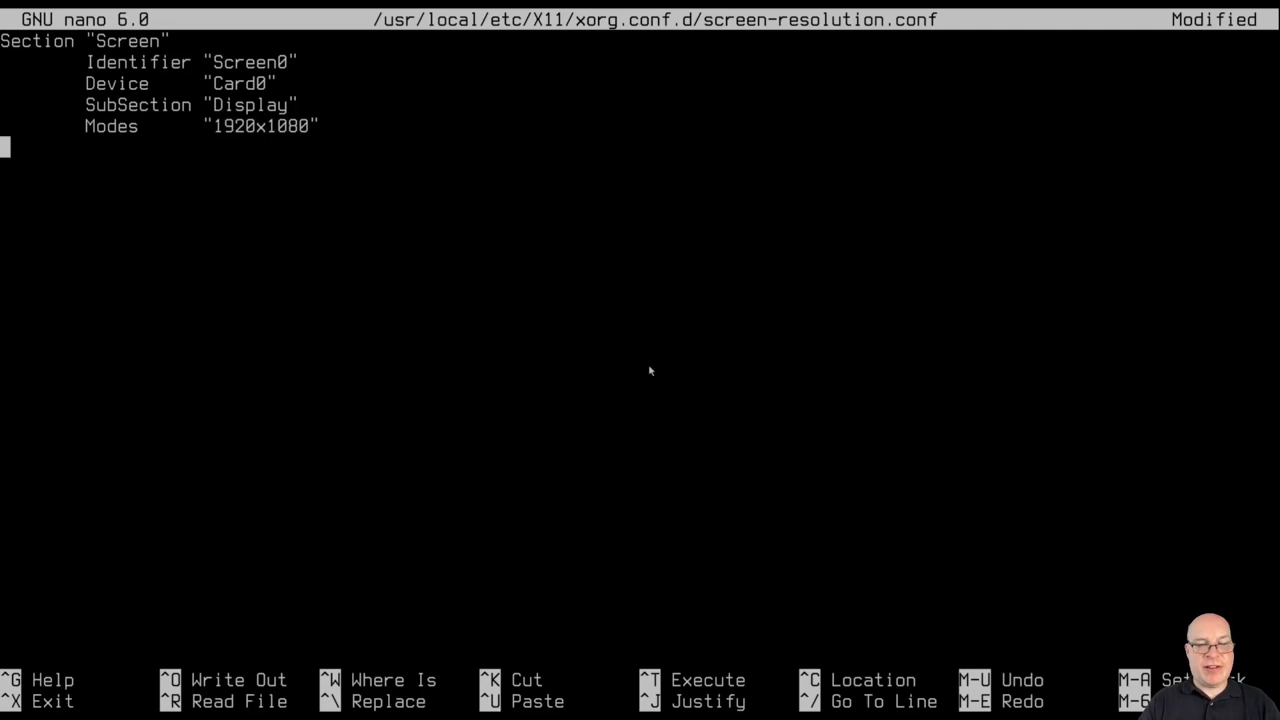 GNU nano 6.0 /usr/local/etc/X11/xorg.conf.d/screen-resolution.conf Modified
Section "Screen"
Identifier "Screen0"
Device "Card0"
SubSection "Display"
Modes "1920x1080"
^G Help ^O Write Out ^W Where Is ^K Cut ^T Execute ^C Location M-U Undo M-A
^X Exit ^R Read File ^\ Replace ^U Paste ^J Justify ^/ Go To Line M-E Redo M-6